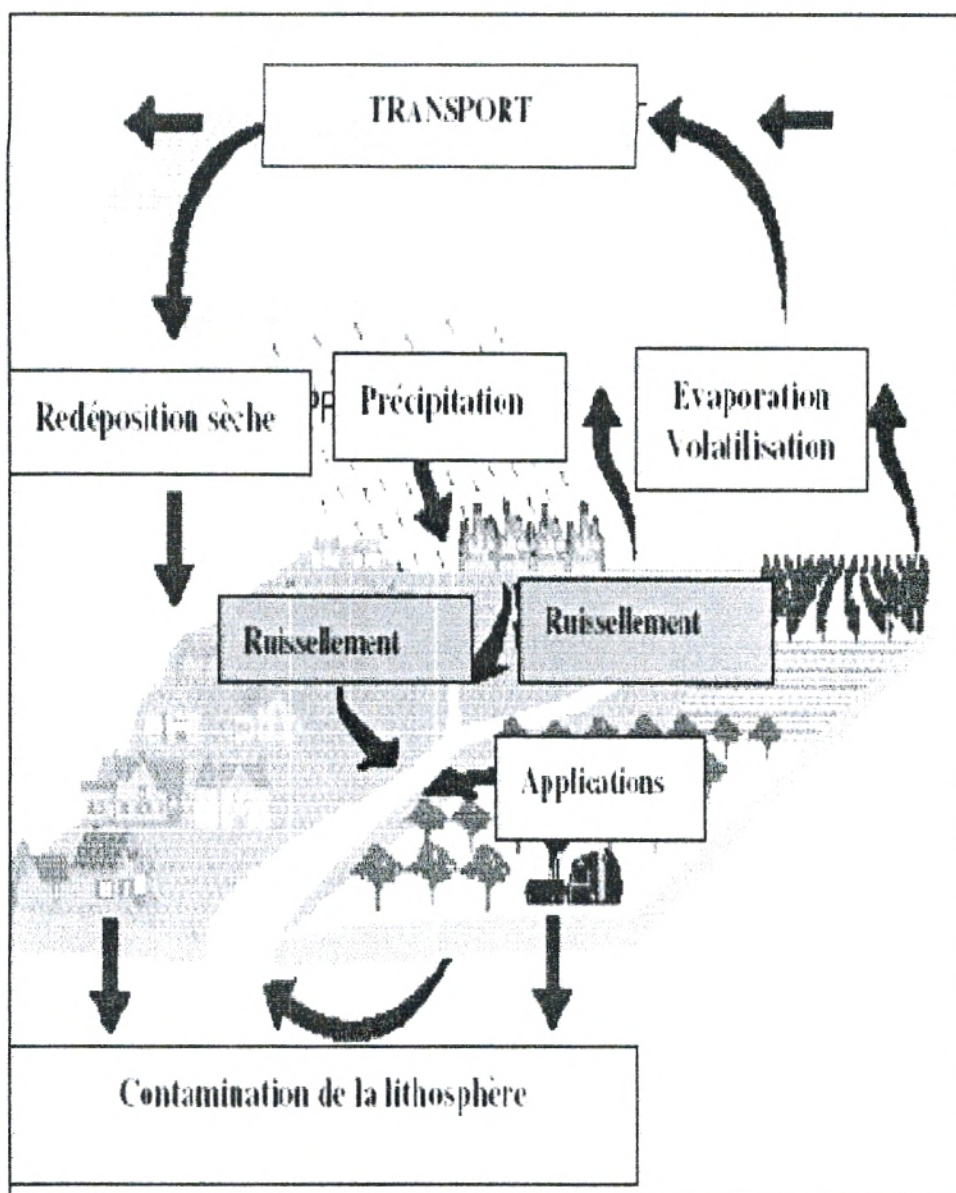 TRANSPORT
Redéposition sèche
Précipitation
Evaporation
Volatilisation
Ruissellement
Ruissellement
Applications
Contamination de la lithosphère